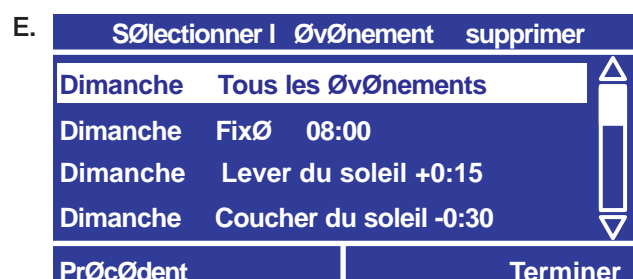 E.
SØlectionner l ØvØnement supprimer
Dimanche Tous les ØvØnements
Dimanche FixØ 08:00
Dimanche Lever du soleil +0:15
Dimanche Coucher du soleil -0:30
PrØcØdent Terminer